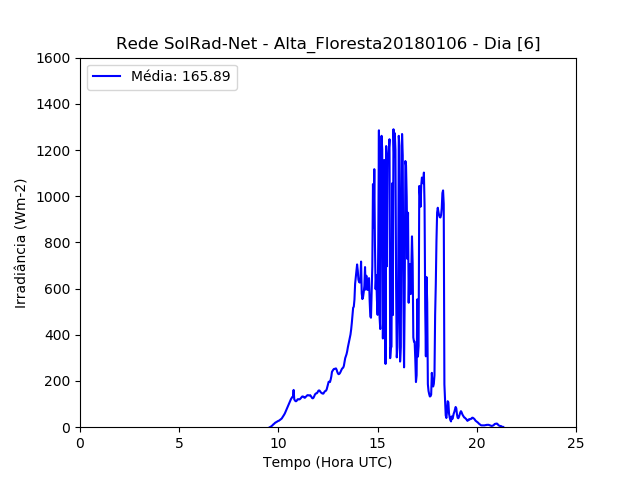 Rede SolRad-Net - Alta_Floresta20180106 - Dia [6]
Média: 165.89
1600
1400
1200
1000
800
600
400
200
0
Irradiância (Wm-2)
0 5 10 15 20 25
Tempo (Hora UTC)